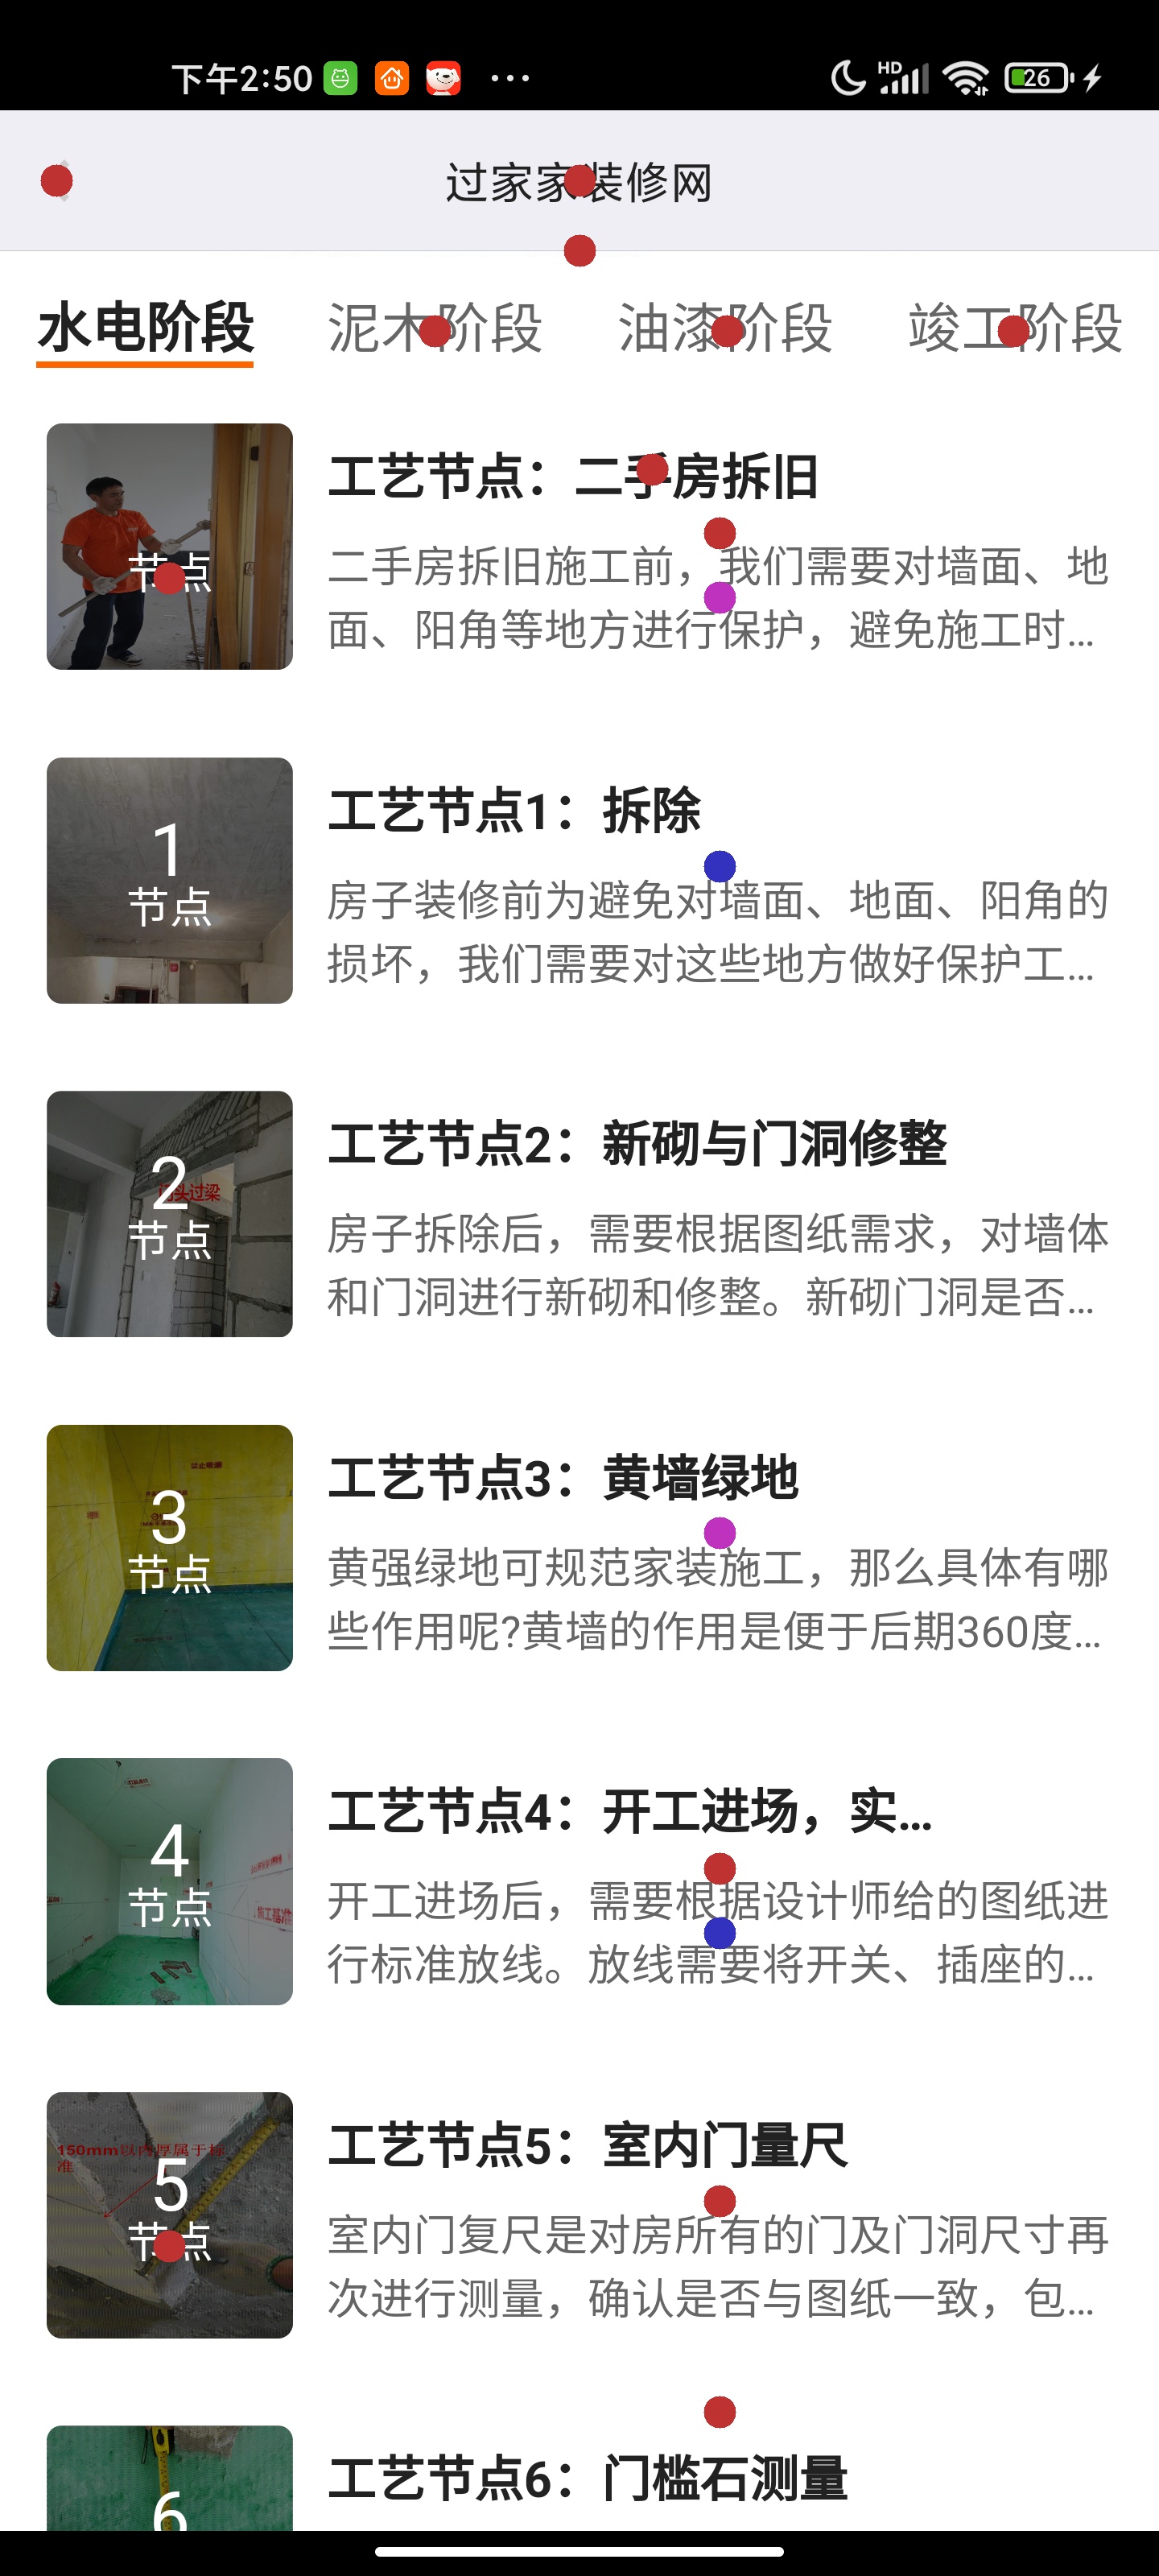 下午2:50
HD
26
过家家装修网
水电阶段 泥木阶段 油漆阶段 竣工阶段
节点
工艺节点：二手房拆旧
二手房拆旧施工前，我们需要对墙面、地
面、阳角等地方进行保护，避免施工时...
1
节点
工艺节点1：拆除
房子装修前为避免对墙面、地面、阳角的
损坏，我们需要对这些地方做好保护工...
门头过梁
2
节点
工艺节点2：新砌与门洞修整
房子拆除后，需要根据图纸需求，对墙体
和门洞进行新砌和修整。新砌门洞是否...
3
节点
工艺节点3：黄墙绿地
黄强绿地可规范家装施工，那么具体有哪
些作用呢?黄墙的作用是便于后期360度...
4
节点
工艺节点4：开工进场，实...
开工进场后，需要根据设计师给的图纸进
行标准放线。放线需要将开关、插座的...
150mm以内厚属于标
准
5
节点
工艺节点5：室内门量尺
室内门复尺是对房所有的门及门洞尺寸再
次进行测量，确认是否与图纸一致，包...
6
工艺节点6：门槛石测量